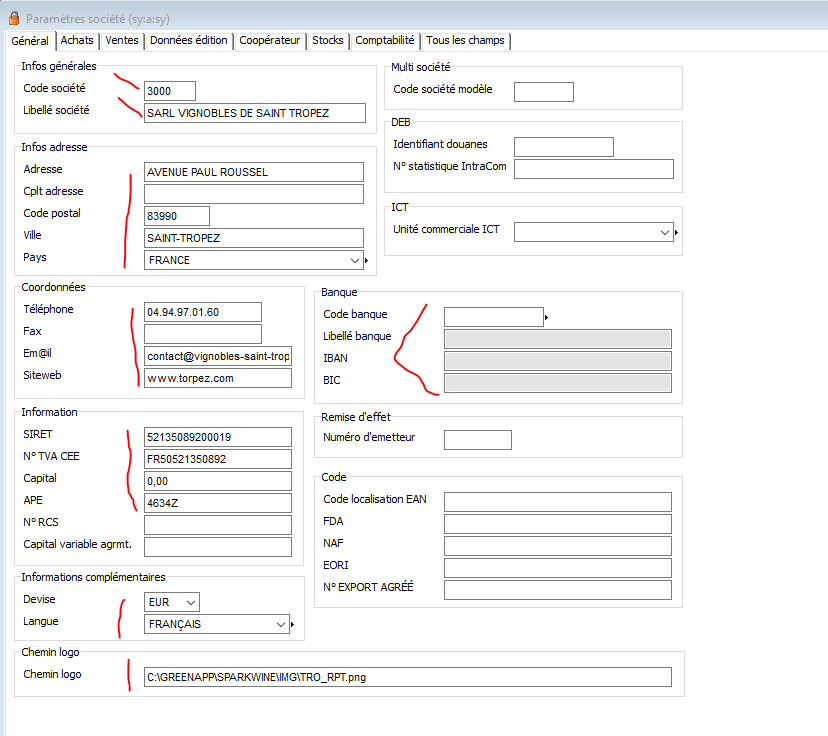 Paramètres société (sy:a:sy)
Général Achats Ventes Données édition Coopérateur Stocks Comptabilité Tous les champs
Infos générales
Code société 3000
Libellé société SARL VIGNOBLES DE SAINT TROPEZ
Infos adresse
Adresse AVENUE PAUL ROUSSEL
Cplt adresse
Code postal 83990
Ville SAINT-TROPEZ
Pays FRANCE
Coordonnées
Téléphone 04.94.97.01.60
Fax
Em@il contact@vignobles-saint-trop
Siteweb www.torpez.com
Information
SIRET 52135089200019
N° TVA CEE FR50521350892
Capital 0,00
APE 4634Z
N° RCS
Capital variable agrmt.
Informations complémentaires
Devise EUR
Langue FRANÇAIS
Chemin logo
Chemin logo C:\GREENAPP\SPARKWINE\IMG\TRO_RPT.png
Multi société
Code société modèle
DEB
Identifiant douanes
N° statistique IntraCom
ICT
Unité commerciale ICT
Banque
Code banque
Libellé banque
IBAN
BIC
Remise d'effet
Numéro d'emetteur
Code
Code localisation EAN
FDA
NAF
EORI
N° EXPORT AGRÉÉ